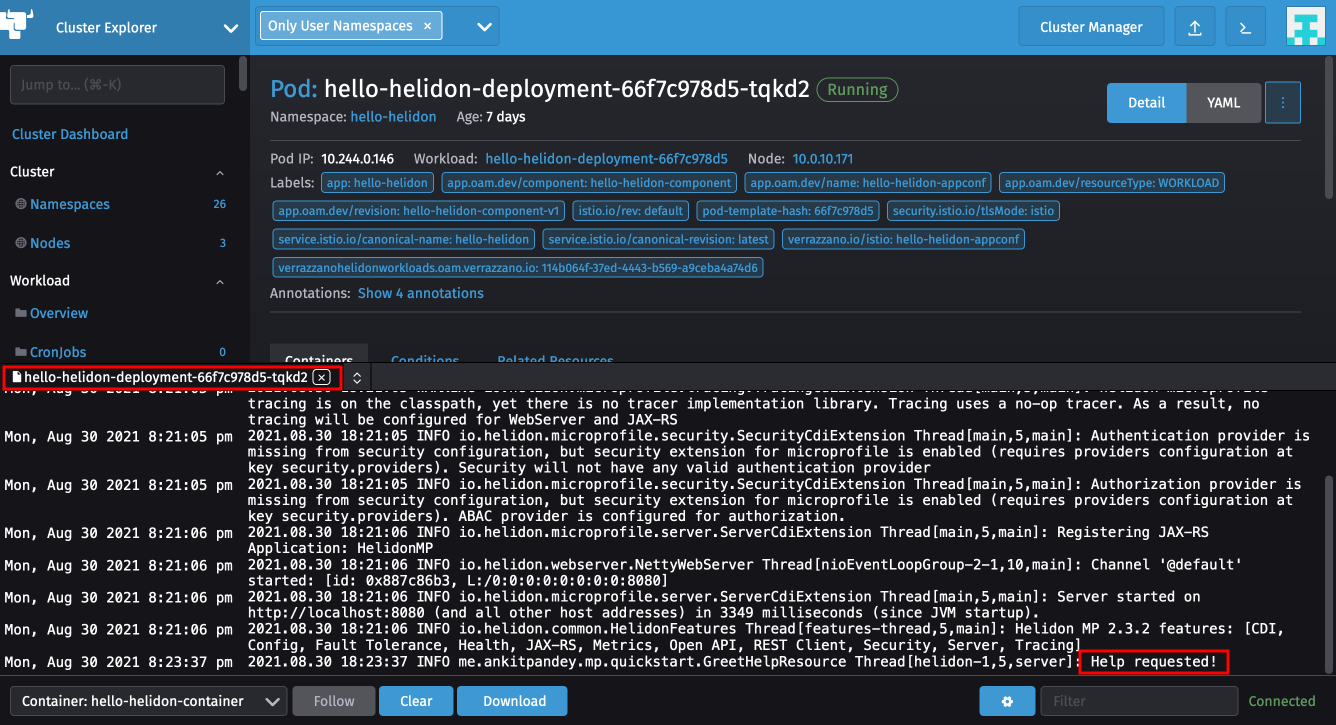 Cluster Explorer
Only User Namespaces ×
Cluster Manager
Jump to... (⌘-K)
Cluster Dashboard
Cluster
Namespaces 26
Nodes 3
Workload
Overview
CronJobs 0
Pod: hello-helidon-deployment-66f7c978d5-tqkd2 Running
Namespace: hello-helidon Age: 7 days
Detail YAML
Pod IP: 10.244.0.146 Workload: hello-helidon-deployment-66f7c978d5 Node: 10.0.10.171
Labels: app: hello-helidon app.oam.dev/component: hello-helidon-component app.oam.dev/name: hello-helidon-appconf app.oam.dev/resourceType: WORKLOAD
app.oam.dev/revision: hello-helidon-component-v1 istio.io/rev: default pod-template-hash: 66f7c978d5 security.istio.io/tlsMode: istio
service.istio.io/canonical-name: hello-helidon service.istio.io/canonical-revision: latest verrazzano.io/istio: hello-helidon-appconf
verrazzanohelidonworkloads.oam.verrazzano.io: 114b064f-37ed-4443-b569-a9ceba4a74d6
Annotations: Show 4 annotations
Containers Conditions Related Resources
hello-helidon-deployment-66f7c978d5-tqkd2
tracing is on the classpath, yet there is no tracer implementation library. Tracing uses a no-op tracer. As a result, no
tracing will be configured for WebServer and JAX-RS
Mon, Aug 30 2021 8:21:05 pm 2021.08.30 18:21:05 INFO io.helidon.microprofile.security.SecurityCdiExtension Thread[main,5,main]: Authentication provider is
missing from security configuration, but security extension for microprofile is enabled (requires providers configuration at
key security.providers). Security will not have any valid authentication provider
Mon, Aug 30 2021 8:21:05 pm 2021.08.30 18:21:05 INFO io.helidon.microprofile.security.SecurityCdiExtension Thread[main,5,main]: Authorization provider is
missing from security configuration, but security extension for microprofile is enabled (requires providers configuration at
key security.providers). ABAC provider is configured for authorization.
Mon, Aug 30 2021 8:21:06 pm 2021.08.30 18:21:06 INFO io.helidon.microprofile.server.ServerCdiExtension Thread[main,5,main]: Registering JAX-RS
Application: HelidonMP
Mon, Aug 30 2021 8:21:06 pm 2021.08.30 18:21:06 INFO io.helidon.webserver.NettyWebServer Thread[nioEventLoopGroup-2-1,10,main]: Channel '@default'
started: [id: 0x887c86b3, L:/0:0:0:0:0:0:0:0:8080]
Mon, Aug 30 2021 8:21:06 pm 2021.08.30 18:21:06 INFO io.helidon.microprofile.server.ServerCdiExtension Thread[main,5,main]: Server started on
http://localhost:8080 (and all other host addresses) in 3349 milliseconds (since JVM startup).
Mon, Aug 30 2021 8:21:06 pm 2021.08.30 18:21:06 INFO io.helidon.common.HelidonFeatures Thread[features-thread,5,main]: Helidon MP 2.3.2 features: [CDI,
Config, Fault Tolerance, Health, JAX-RS, Metrics, Open API, REST Client, Security, Server, Tracing]
Mon, Aug 30 2021 8:23:37 pm 2021.08.30 18:23:37 INFO me.ankitpandey.mp.quickstart.GreetHelpResource Thread[helidon-1,5,server]: Help requested!
Container: hello-helidon-container Follow Clear Download Filter Connected